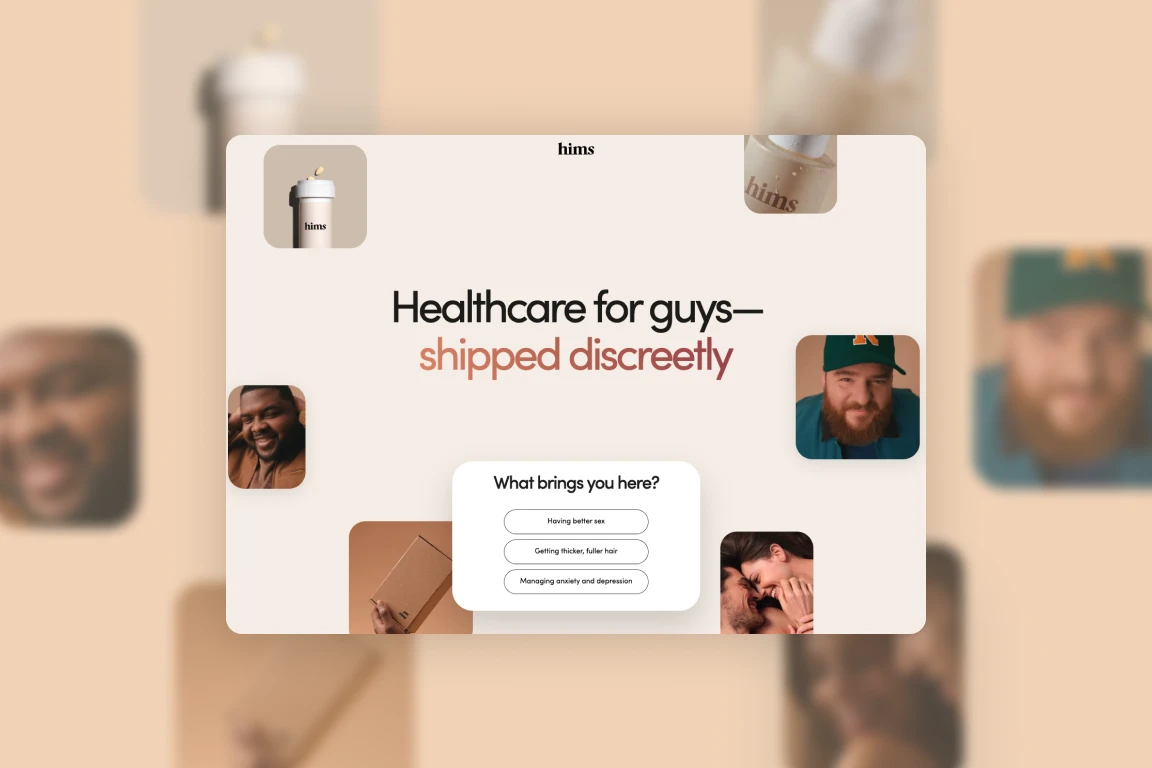 hims
hims
hims
Healthcare for guys—
shipped discreetly
N
What brings you here?
Having better sex
Getting thicker, fuller hair
Managing anxiety and depression